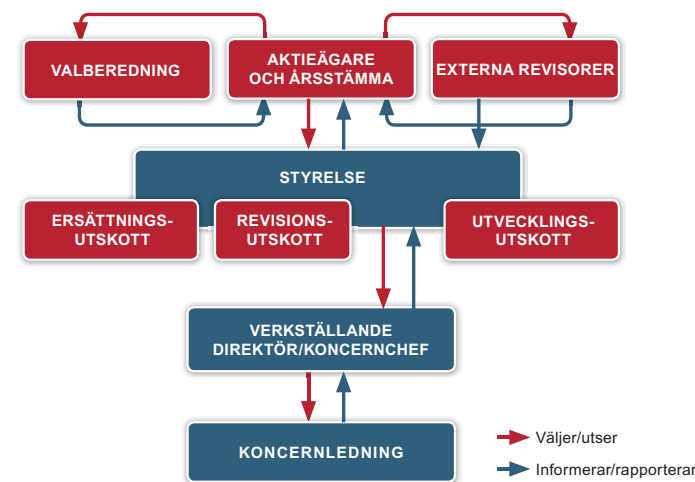 VALBEREDNING
AKTIEÄGARE
OCH ÅRSSTÄMMA
EXTERNA REVISORER
STYRELSE
ERSÄTTNINGS-
UTSKOTT
REVISIONS-
UTSKOTT
UTVECKLINGS-
UTSKOTT
VERKSTÄLLANDE
DIREKTÖR/KONCERNCHEF
KONCERNLEDNING
Väljer/utser
Informerar/rapporterar